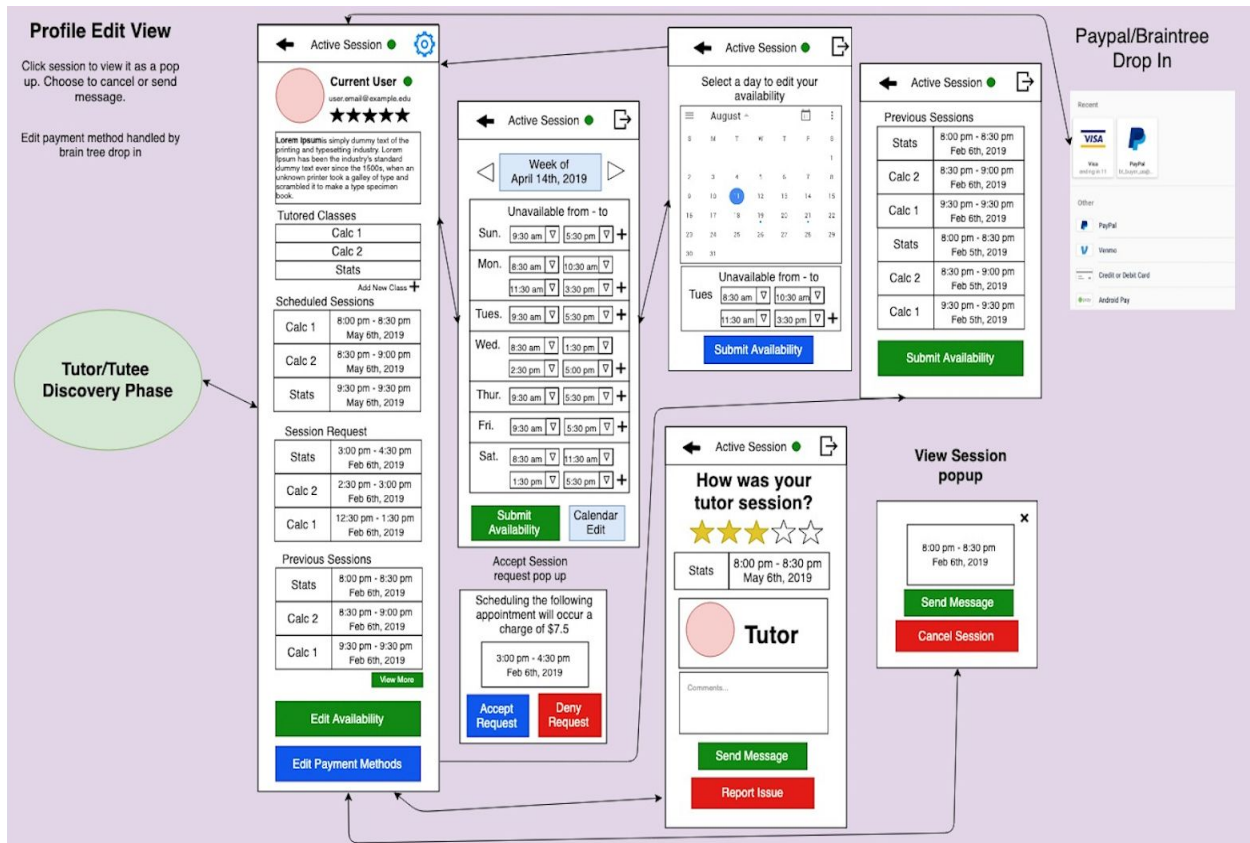 Profile Edit View
Click session to view it as a pop
up. Choose to cancel or send
message.
Edit payment method handled by
brain tree drop in
Tutor/Tutee
Discovery Phase
Active Session
Current User
user.email@example.edu
Lorem Ipsumis simply dummy text of the
printing and typesetting industry. Lorem
Ipsum has been the industry's standard
dummy text ever since the 1500s, when an
unknown printer took a galley of type and
scrambled it to make a type specimen
book.
Tutored Classes
Calc 1
Calc 2
Stats
Add New Class +
Scheduled Sessions
Calc 1 8:00 pm - 8:30 pm
May 6th, 2019
Calc 2 8:30 pm - 9:00 pm
May 6th, 2019
Stats 9:30 pm - 9:30 pm
May 6th, 2019
Session Request
Stats 3:00 pm - 4:30 pm
Feb 6th, 2019
Calc 2 2:30 pm - 3:00 pm
Feb 6th, 2019
Calc 1 12:30 pm - 1:30 pm
Feb 6th, 2019
Previous Sessions
Stats 8:00 pm - 8:30 pm
Feb 6th, 2019
Calc 2 8:30 pm - 9:00 pm
Feb 6th, 2019
Calc 1 9:30 pm - 9:30 pm
Feb 6th, 2019
View More
Edit Availability
Edit Payment Methods
Active Session
Week of
April 14th, 2019
Unavailable from - to
Sun. 9:30 am 5:30 pm +
Mon. 8:30 am 10:30 am
11:30 am 3:30 pm +
Tues. 9:30 am 5:30 pm +
Wed. 8:30 am 1:30 pm
2:30 pm 5:00 pm +
Thur. 9:30 am 5:30 pm +
Fri. 9:30 am 5:30 pm +
Sat. 8:30 am 11:30 am
1:30 pm 5:30 pm +
Submit
Availability
Calendar
Edit
Accept Session
request pop up
Scheduling the following
appointment will occur a
charge of $7.5
3:00 pm - 4:30 pm
Feb 6th, 2019
Accept
Request
Deny
Request
Active Session
Select a day to edit your
availability
August
S M T W T F S
1
2 3 4 5 6 7 8
9 10 11 12 13 14 15
16 17 18 19 20 21 22
23 24 25 26 27 28 29
30 31
Unavailable from - to
Tues 8:30 am 10:30 am
11:30 am 3:30 pm +
Submit Availability
Active Session
Previous Sessions
Stats 8:00 pm - 8:30 pm
Feb 6th, 2019
Calc 2 8:30 pm - 9:00 pm
Feb 6th, 2019
Calc 1 9:30 pm - 9:30 pm
Feb 6th, 2019
Stats 8:00 pm - 8:30 pm
Feb 5th, 2019
Calc 2 8:30 pm - 9:00 pm
Feb 5th, 2019
Calc 1 9:30 pm - 9:30 pm
Feb 5th, 2019
Submit Availability
Paypal/Braintree
Drop In
Recent
VISA
Visa
ending in 11
PayPal
Other
PayPal
Venmo
Credit or Debit Card
Android Pay
Active Session
How was your
tutor session?
Stats 8:00 pm - 8:30 pm
May 6th, 2019
Tutor
Comments...
Send Message
Report Issue
View Session
popup
x
8:00 pm - 8:30 pm
Feb 6th, 2019
Send Message
Cancel Session